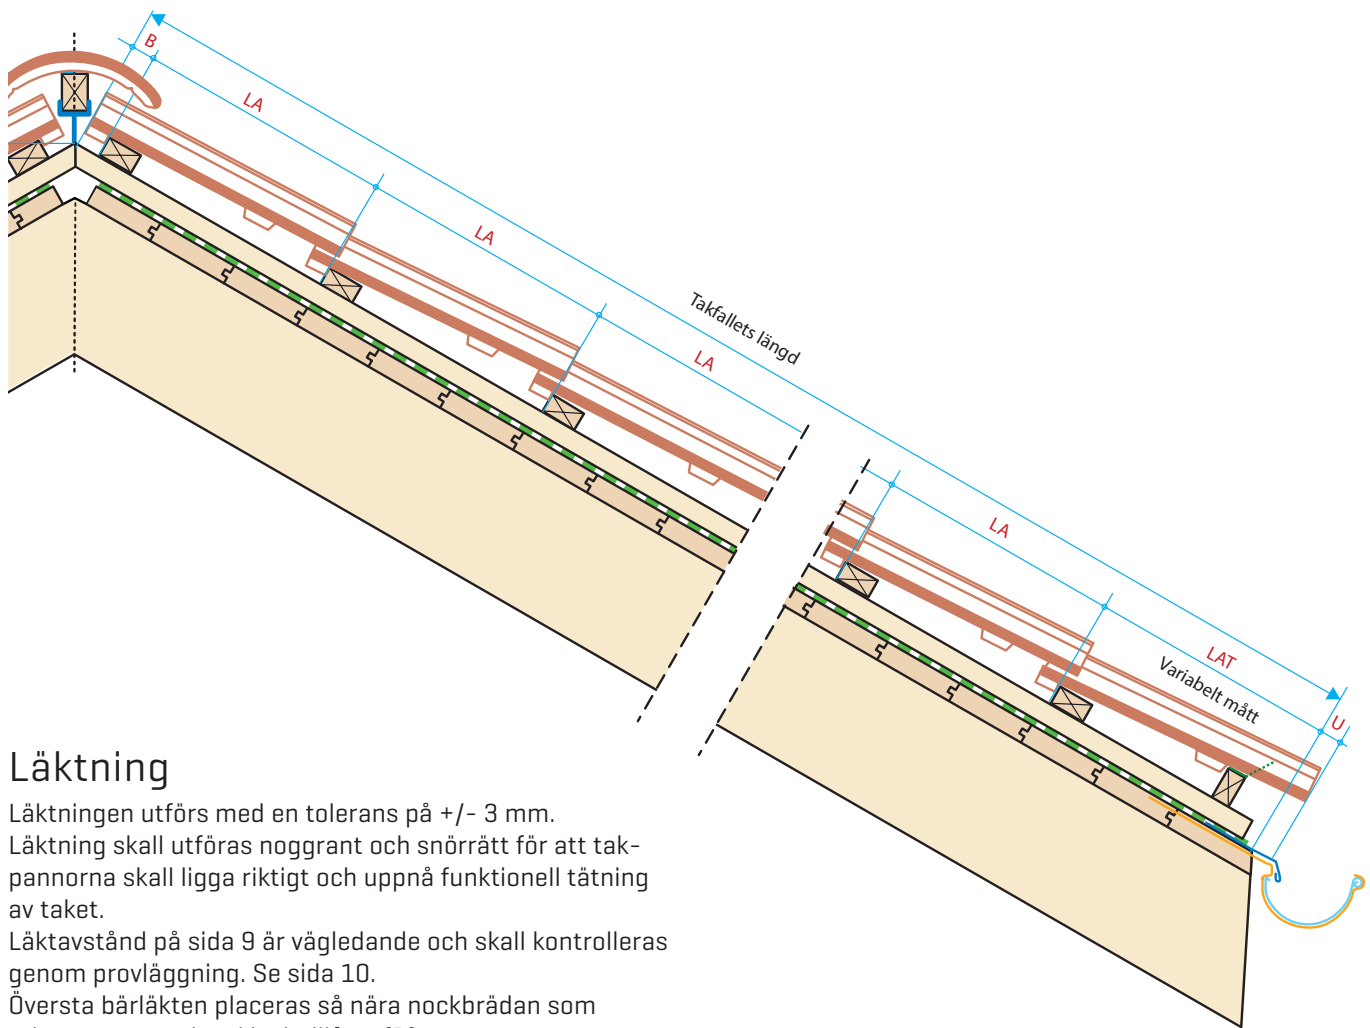 B
LA
LA
Takfallets längd
LA
LA
LAT
Variabelt mått
U
Läktning
Läktningen utförs med en tolerans på +/- 3 mm.
Läktning skall utföras noggrant och snörrätt för att tak-
pannorna skall ligga riktigt och uppnå funktionell tätning
av taket.
Läktavstånd på sida 9 är vägledande och skall kontrolleras
genom provläggning. Se sida 10.
Översta bärläkten placeras så nära nockbrädan som